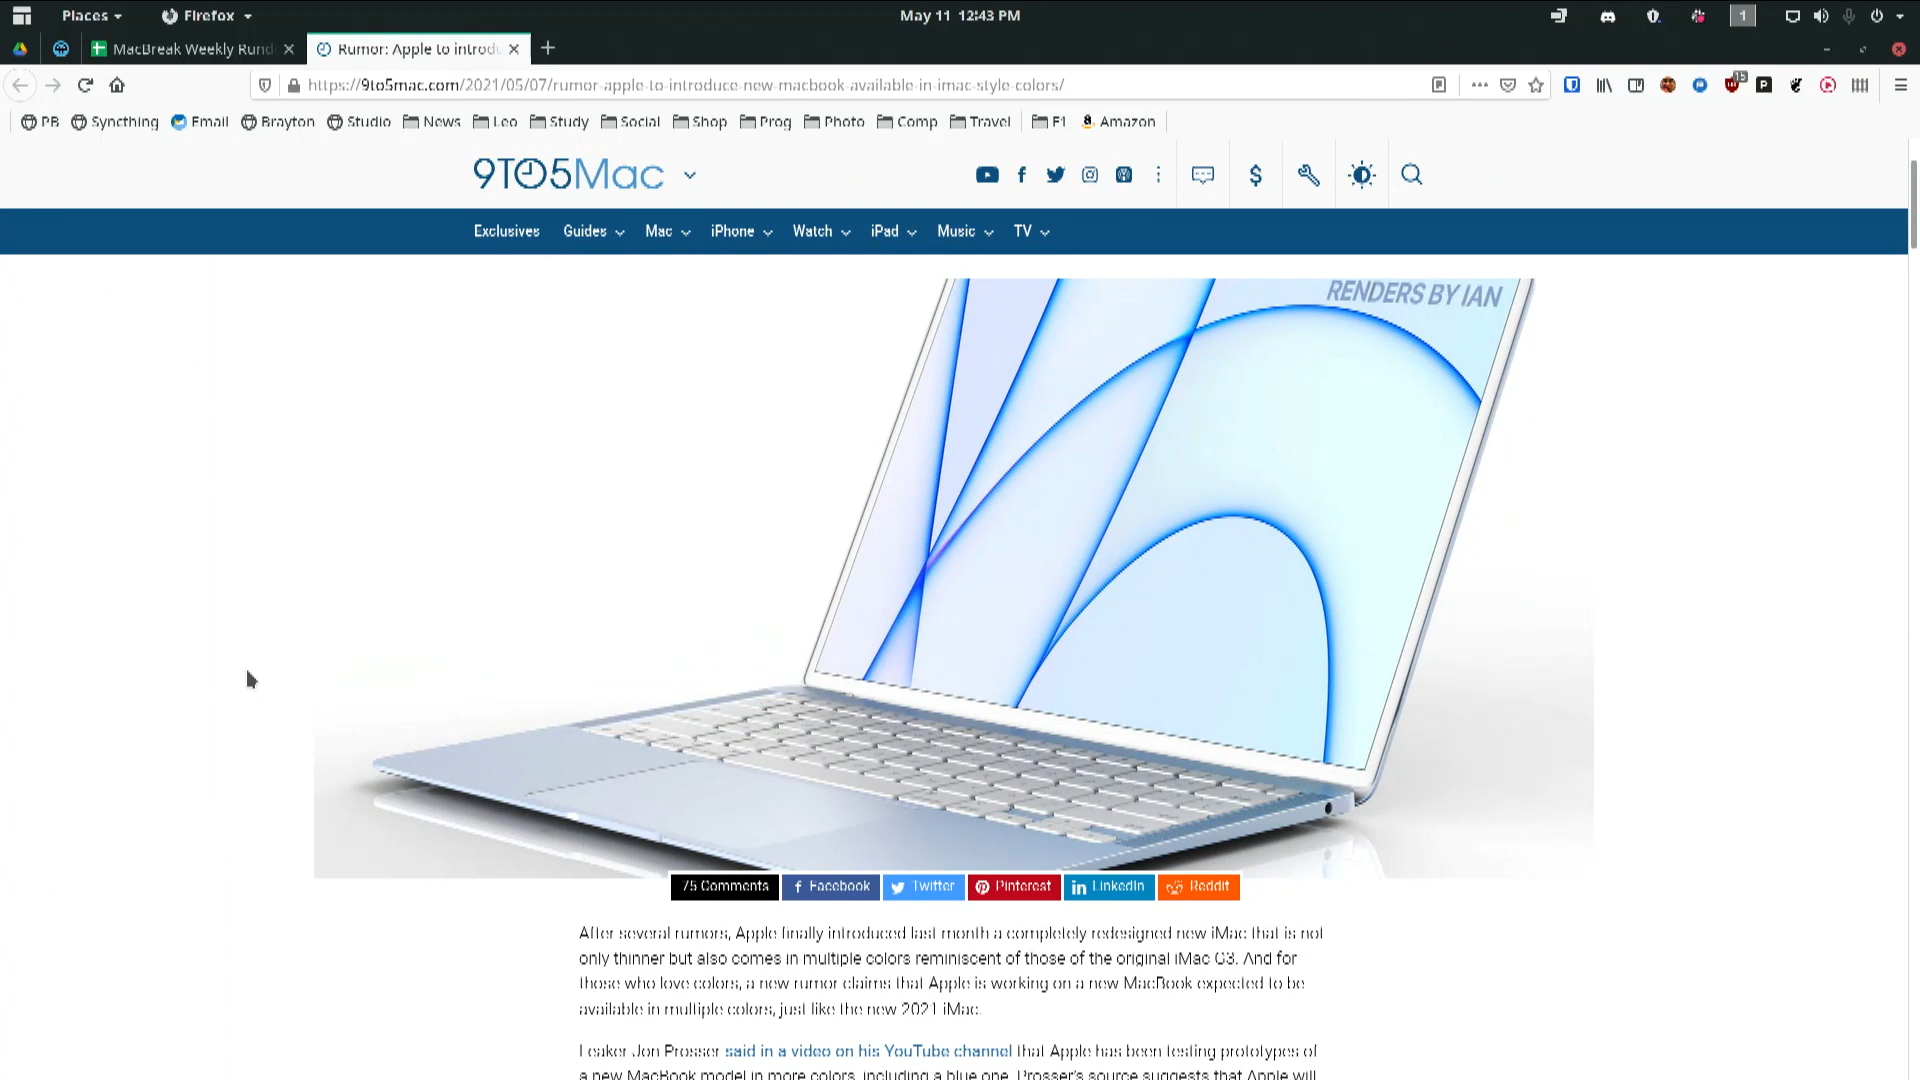 Places Firefox May 11 12:43 PM 1
MacBreak Weekly Rund Rumor: Apple to introdu
https://9to5mac.com/2021/05/07/rumor-apple-to-introduce-new-macbook-available-in-imac-style-colors/ 15
PB Syncthing Email Brayton Studio News Leo Study Social Shop Prog Photo Comp Travel F1 Amazon
9TO5Mac
Exclusives Guides Mac iPhone Watch iPad Music TV
RENDERS BY IAN
75 Comments Facebook Twitter Pinterest LinkedIn Reddit
After several rumors, Apple finally introduced last month a completely redesigned new iMac that is not
only thinner but also comes in multiple colors reminiscent of those of the original iMac G3. And for
those who love colors, a new rumor claims that Apple is working on a new MacBook expected to be
available in multiple colors, just like the new 2021 iMac.
Leaker Jon Prosser said in a video on his YouTube channel that Apple has been testing prototypes of
a new MacBook model in more colors, including a blue one. Prosser's source suggests that Apple will